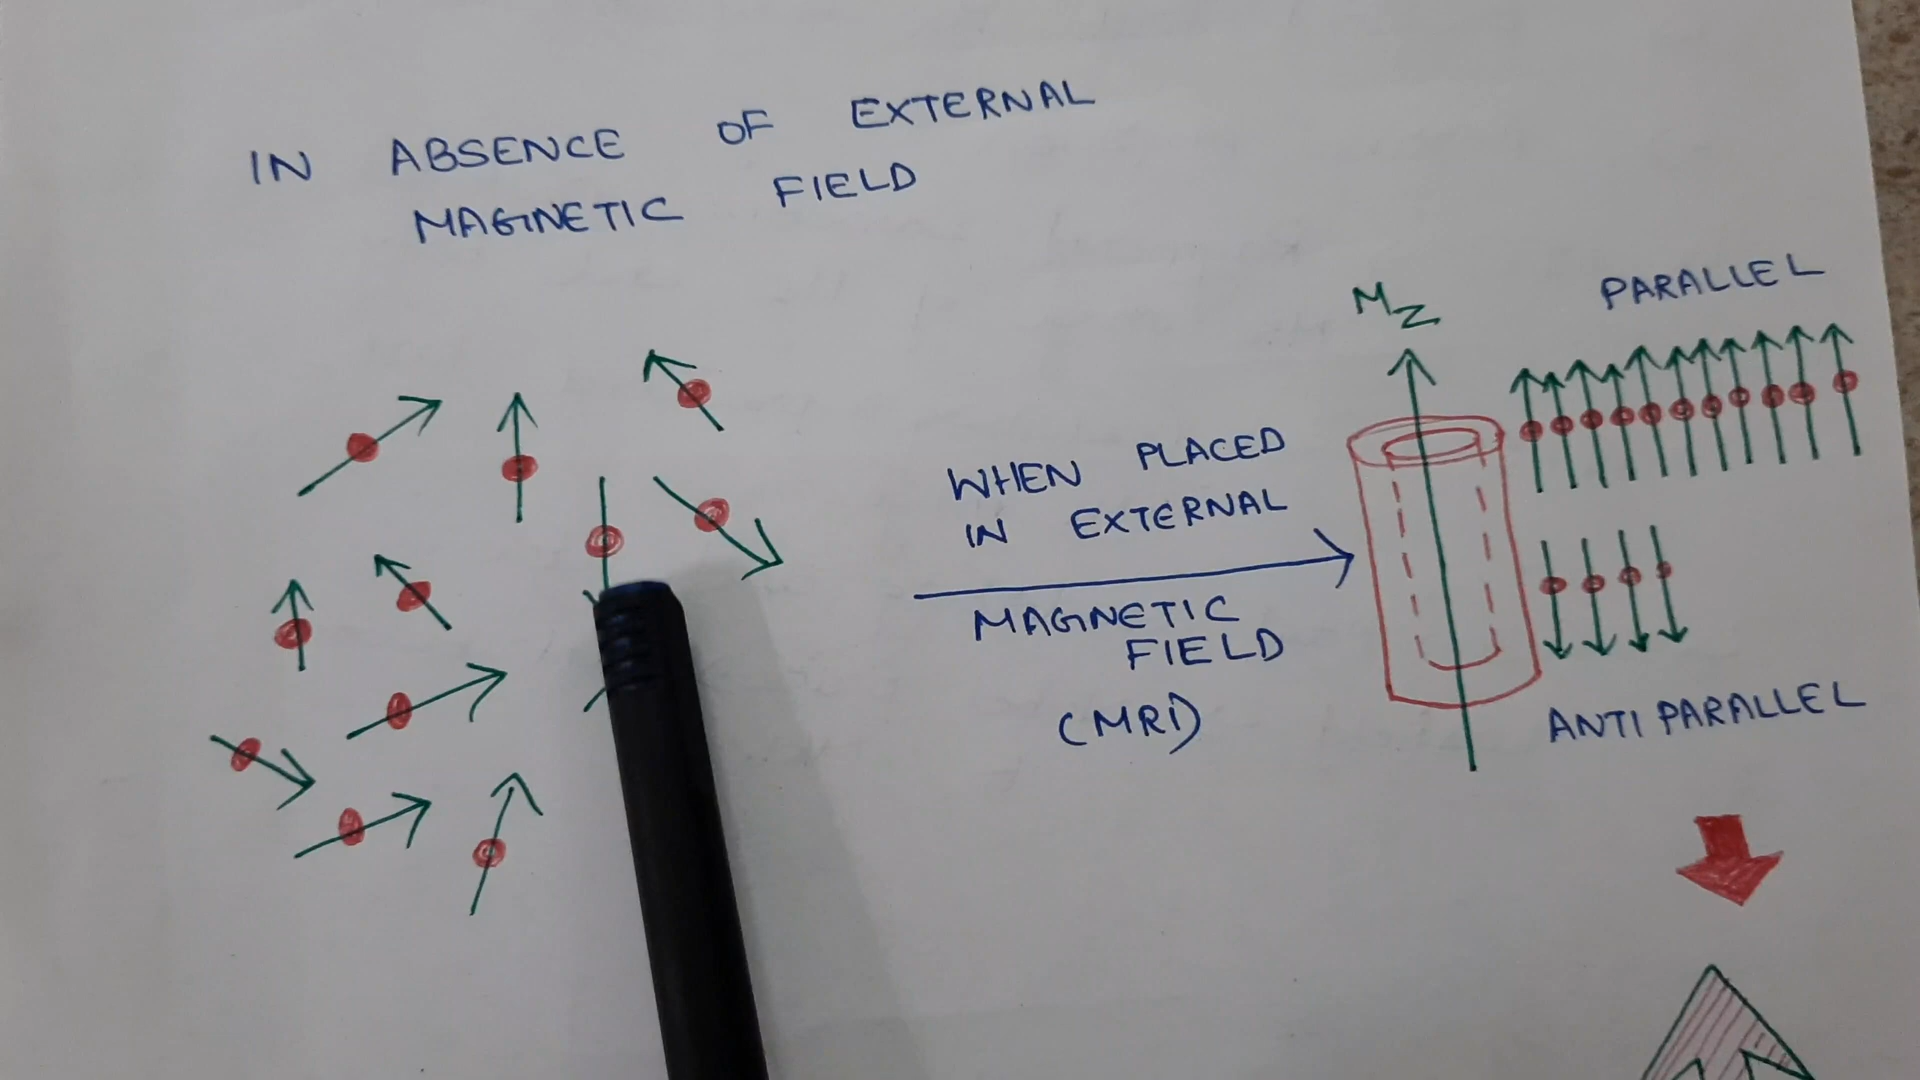 IN ABSENCE OF EXTERNAL
MAGNETIC FIELD
MZ
PARALLEL
WHEN PLACED
IN EXTERNAL
MAGNETIC
FIELD
(MRI)
ANTI PARALLEL